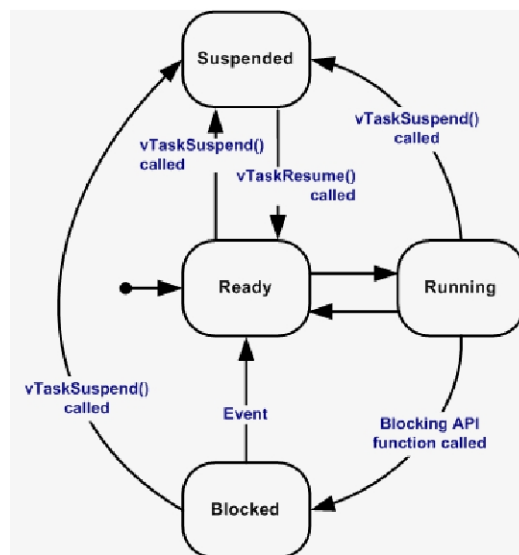 Suspended
vTaskSuspend()
called
vTaskSuspend()
called
vTaskResume()
called
Ready
Running
vTaskSuspend()
called
Event
Blocking API
function called
Blocked